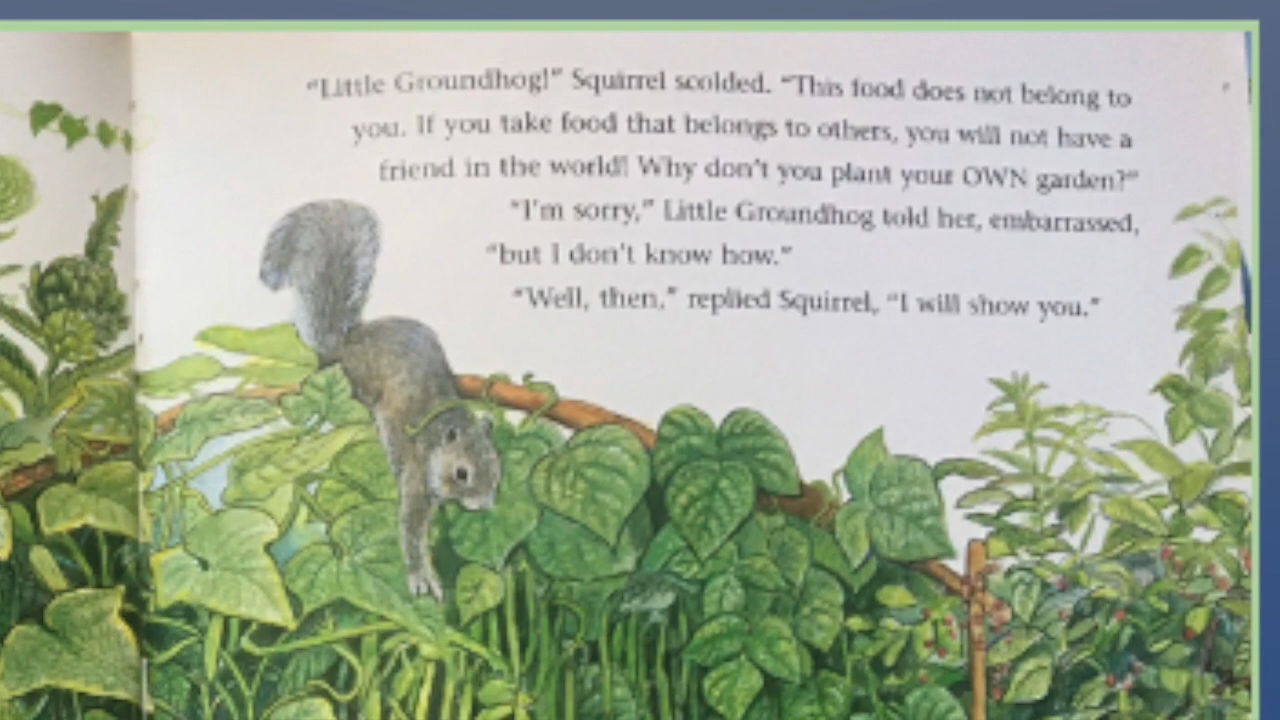 “Little Groundhog!” Squirrel scolded. “This food does not belong to
you. If you take food that belongs to others, you will not have a
friend in the world! Why don't you plant your OWN garden?”
“I'm sorry,” Little Groundhog told her, embarrassed,
“but I don't know how.”
“Well, then,” replied Squirrel, “I will show you.”